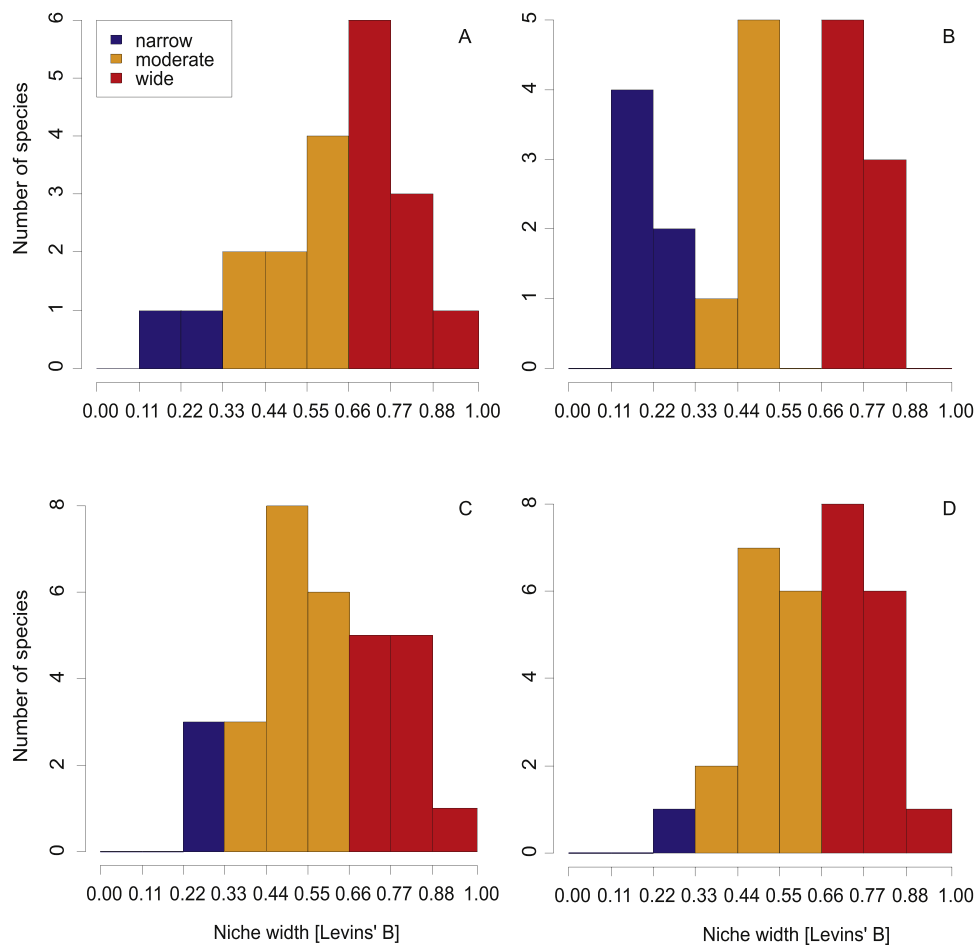 A
narrow
moderate
wide
Number of species
0 1 2 3 4 5 6
0.00 0.11 0.22 0.33 0.44 0.55 0.66 0.77 0.88 1.00
B
0 1 2 3 4 5
0.00 0.11 0.22 0.33 0.44 0.55 0.66 0.77 0.88 1.00
C
Number of species
0 2 4 6 8
0.00 0.11 0.22 0.33 0.44 0.55 0.66 0.77 0.88 1.00
Niche width [Levins' B]
D
0 2 4 6 8
0.00 0.11 0.22 0.33 0.44 0.55 0.66 0.77 0.88 1.00
Niche width [Levins' B]